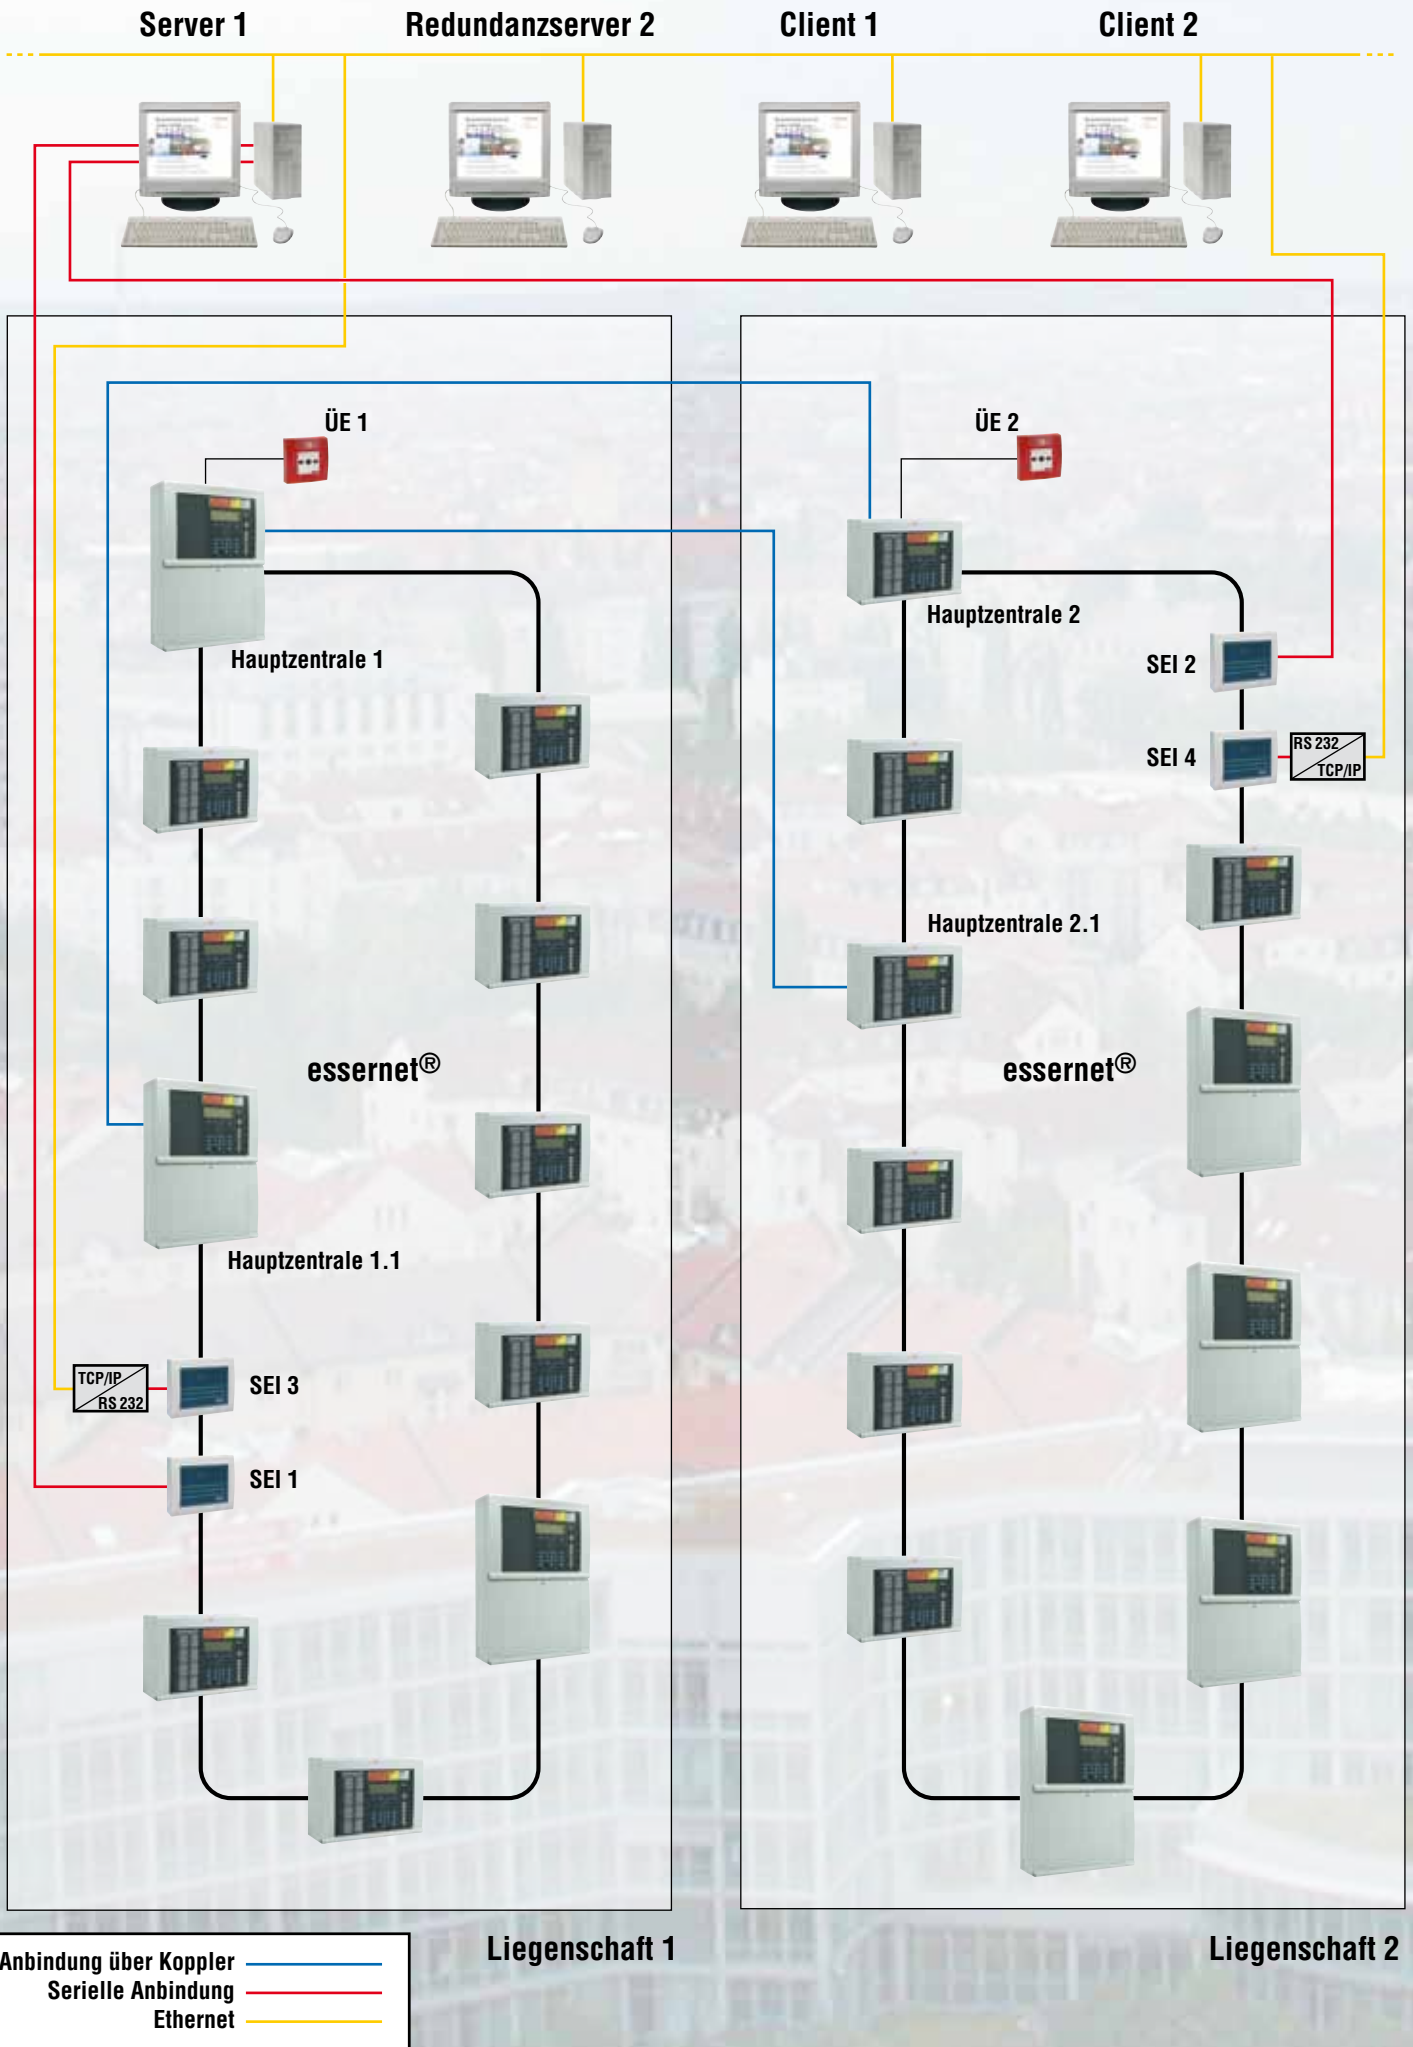 Server 1
Redundanzserver 2
Client 1
Client 2
ÜE 1
ÜE 2
Hauptzentrale 1
Hauptzentrale 2
SEI 2
SEI 4
RS 232
TCP/IP
Hauptzentrale 2.1
essernet®
essernet®
Hauptzentrale 1.1
TCP/IP
RS 232
SEI 3
SEI 1
Liegenschaft 1
Liegenschaft 2
Anbindung über Koppler
Serielle Anbindung
Ethernet